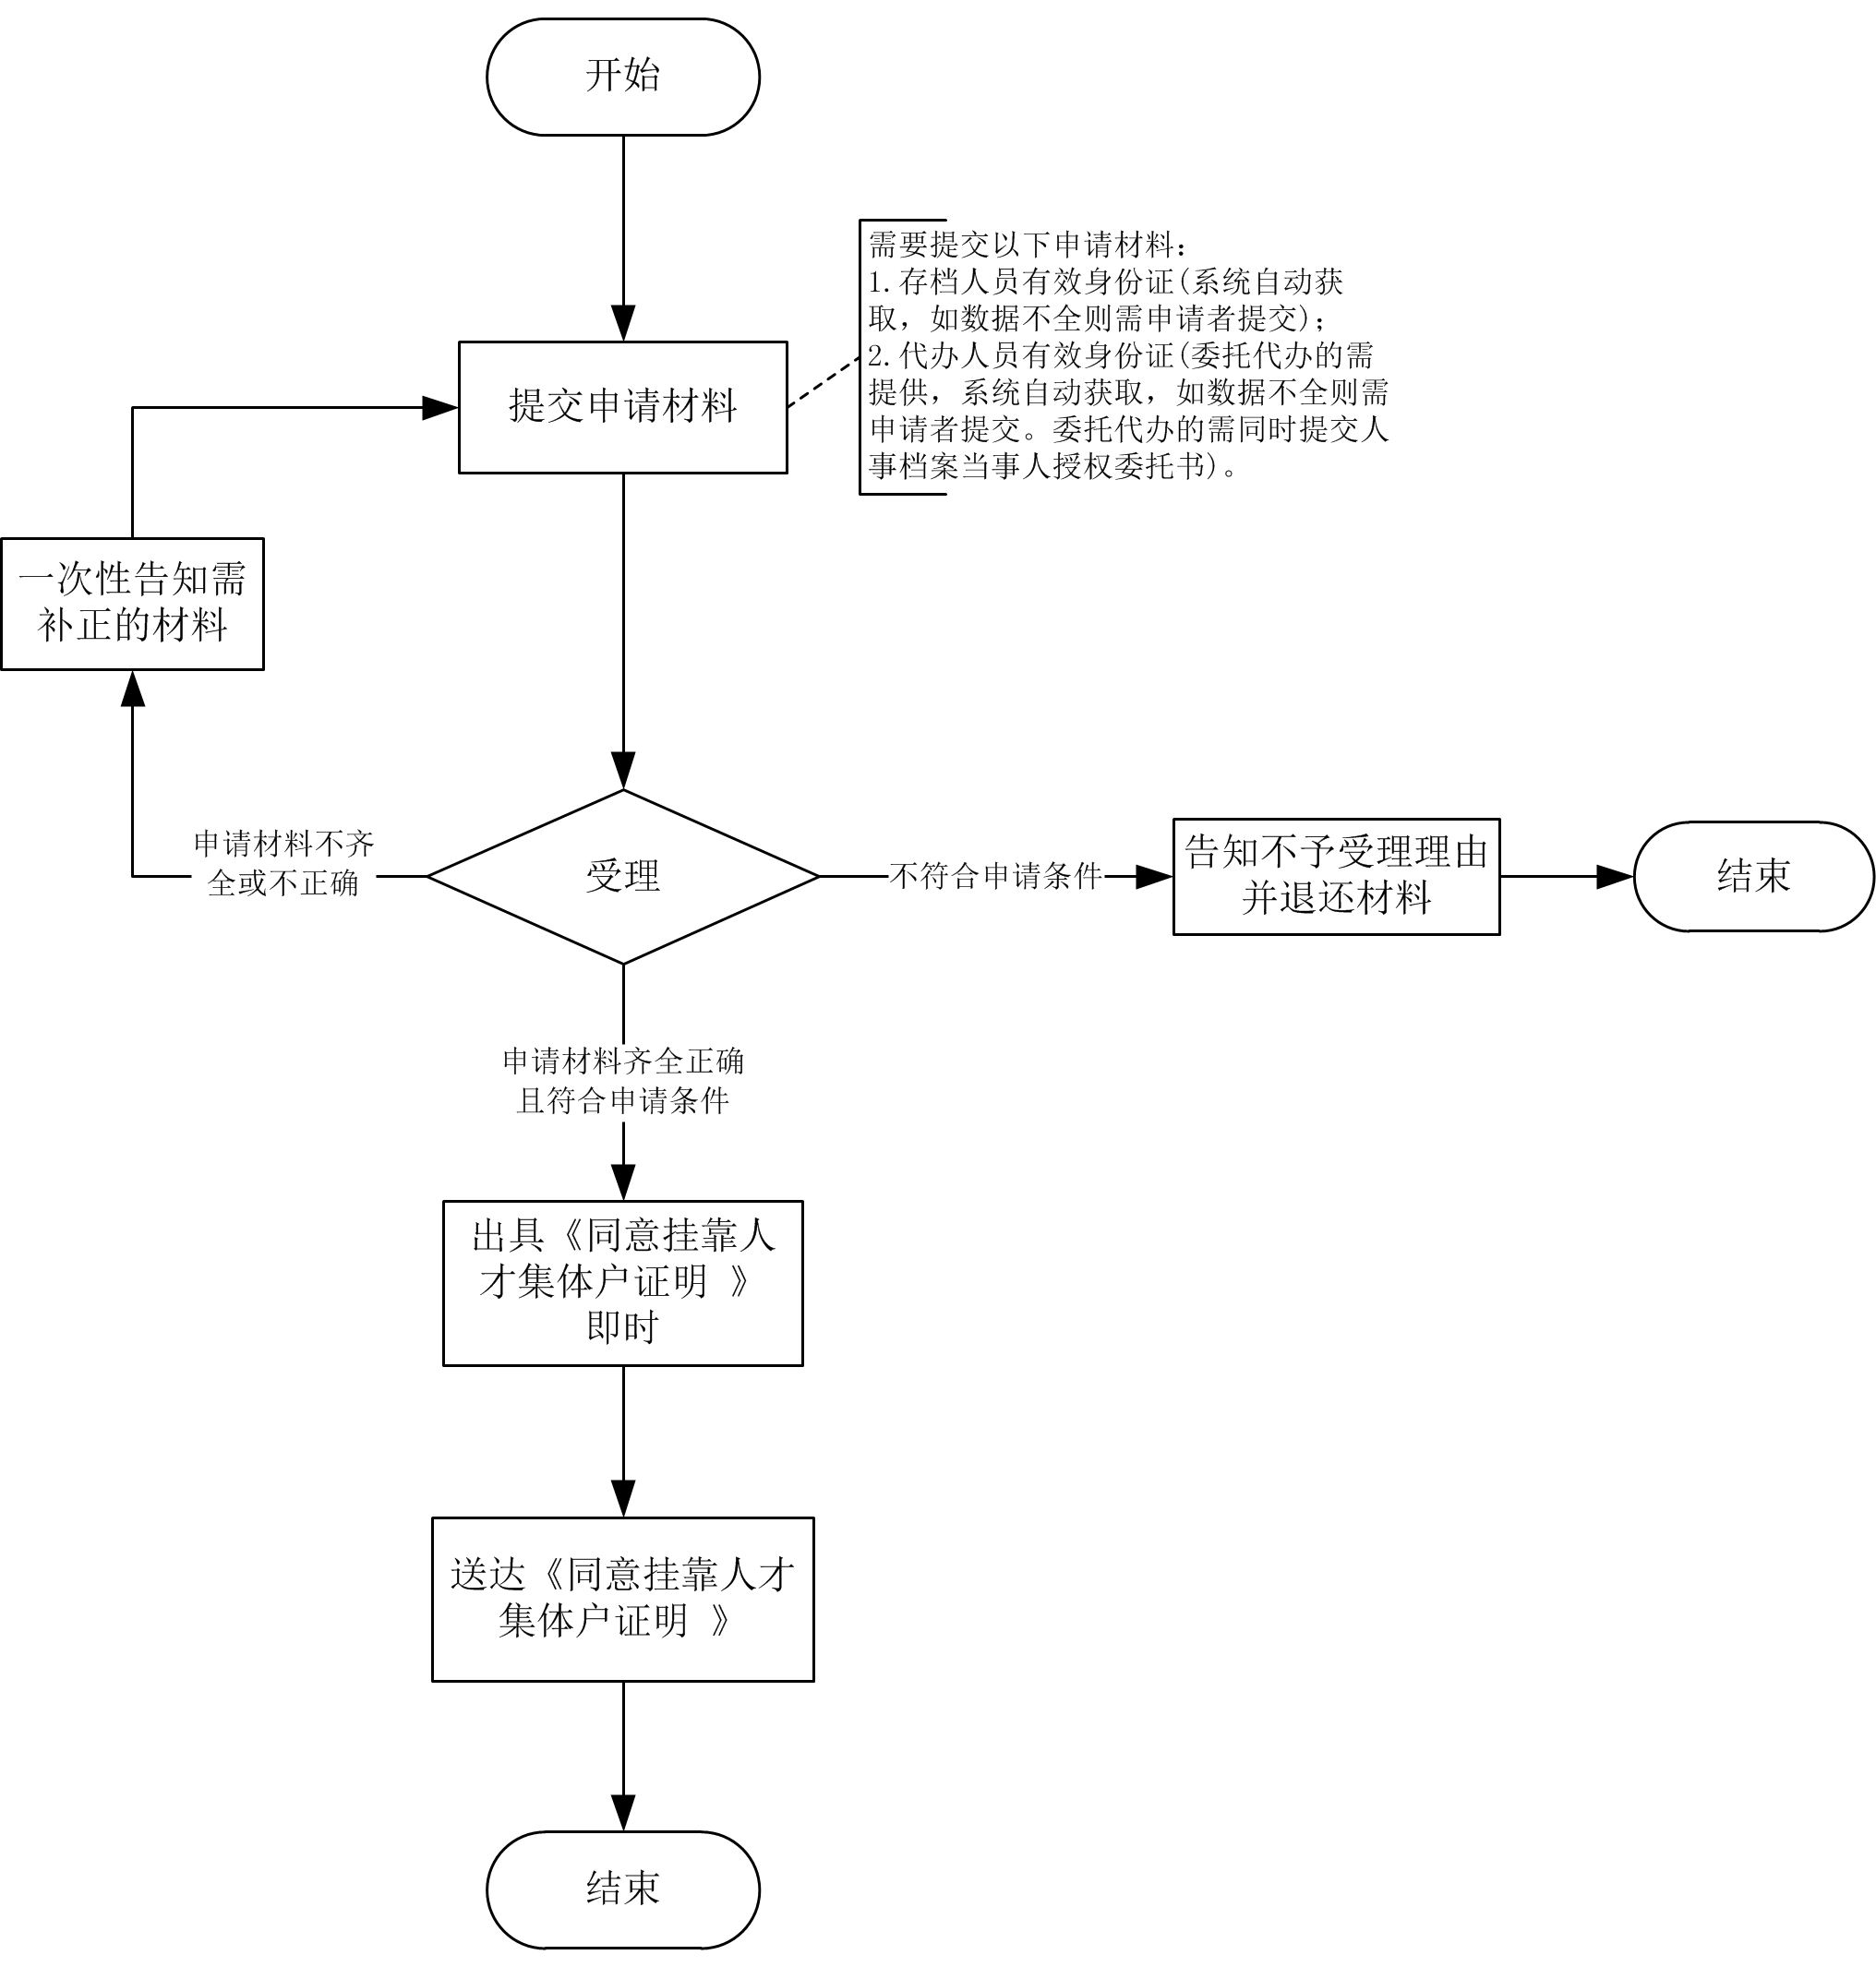 开始
需要提交以下申请材料：
1.存档人员有效身份证(系统自动获
取，如数据不全则需申请者提交)；
2.代办人员有效身份证(委托代办的需
提供，系统自动获取，如数据不全则需
申请者提交。委托代办的需同时提交人
事档案当事人授权委托书)。
提交申请材料
一次性告知需
补正的材料
申请材料不齐
全或不正确
受理
不符合申请条件
告知不予受理理由
并退还材料
结束
申请材料齐全正确
且符合申请条件
出具《同意挂靠人
才集体户证明 》
即时
送达《同意挂靠人才
集体户证明 》
结束